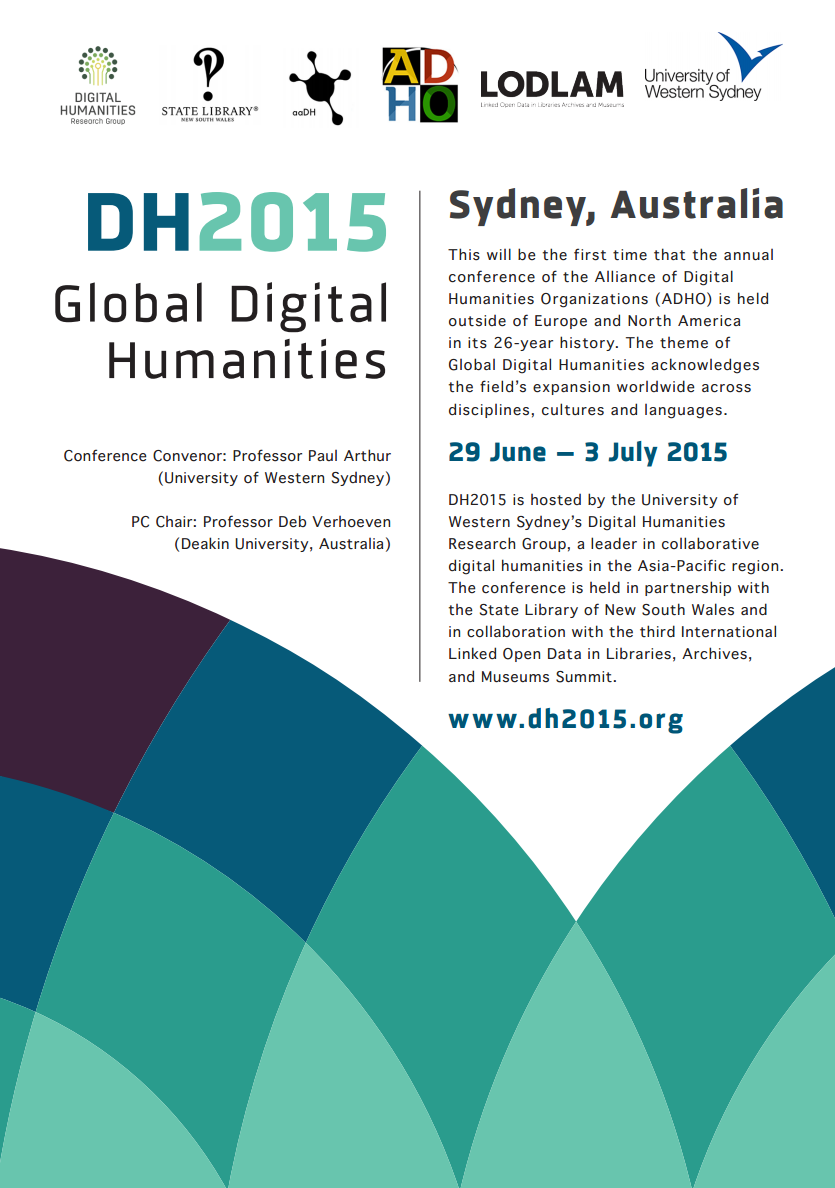 DIGITAL
HUMANITIES
Research Group
STATE LIBRARY®
NEW SOUTH WALES
aaDH
AD
HO
LODLAM
Linked Open Data in Libraries Archives and Museums
University of
Western Sydney
DH2015
Global Digital
Humanities
Conference Convenor: Professor Paul Arthur
(University of Western Sydney)
PC Chair: Professor Deb Verhoeven
(Deakin University, Australia)
Sydney, Australia
This will be the first time that the annual
conference of the Alliance of Digital
Humanities Organizations (ADHO) is held
outside of Europe and North America
in its 26-year history. The theme of
Global Digital Humanities acknowledges
the field’s expansion worldwide across
disciplines, cultures and languages.
29 June – 3 July 2015
DH2015 is hosted by the University of
Western Sydney’s Digital Humanities
Research Group, a leader in collaborative
digital humanities in the Asia-Pacific region.
The conference is held in partnership with
the State Library of New South Wales and
in collaboration with the third International
Linked Open Data in Libraries, Archives,
and Museums Summit.
www.dh2015.org